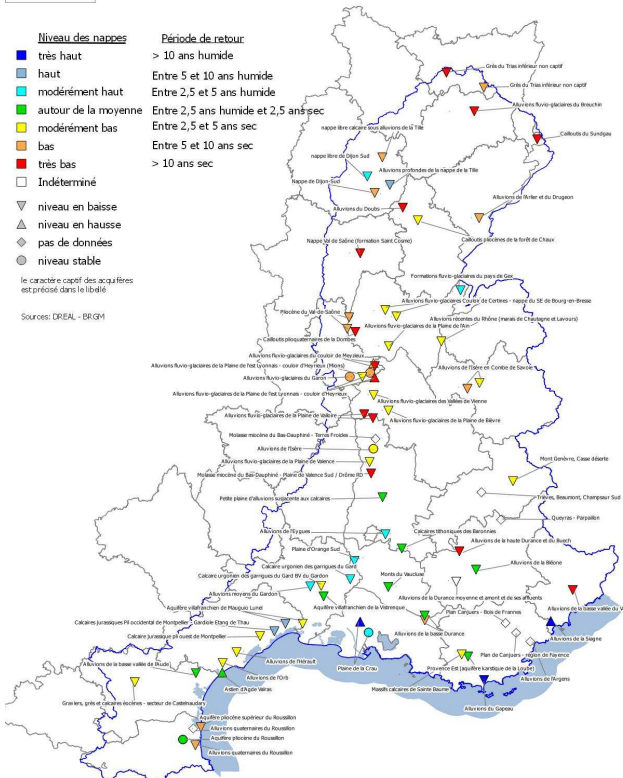 Niveau des nappes
Période de retour
très haut
> 10 ans humide
haut
Entre 5 et 10 ans humide
modérément haut
Entre 2,5 et 5 ans humide
autour de la moyenne
Entre 2,5 ans humide et 2,5 ans sec
modérément bas
Entre 2,5 et 5 ans sec
bas
Entre 5 et 10 ans sec
très bas
> 10 ans sec
Indéterminé
niveau en baisse
niveau en hausse
pas de données
niveau stable
le caractère captif des acquifères
est précisé dans le libellé
Sources: DREAL - BRGM
Grès du Trias inférieur non captif
Grès du Trias inférieur non captif
Alluvions fluvio-glaciaires du Breuchin
Cailloutis du Sundgau
nappe libre calcaire sous alluvions de la Tille
nappe libre de Dijon Sud
Alluvions profondes de la nappe de la Tille
Nappe de Dijon-Sud
Alluvions du Doubs
Alluvions de l'Arlier et du Drugeon
Cailloutis pliocènes de la forêt de Chaux
Nappe Val de Saône (formation Saint Cosme)
Formations fluvio-glaciaires du pays de Gex
Alluvions fluvio-glaciaires Couloir de Certines - nappe du SE de Bourg-en-Bresse
Pliocène du Val de Saône
Alluvions récentes du Rhône (marais de Chautagne et Lavours)
Alluvions fluvio-glaciaires de la Plaine de l'Ain
Cailloutis plioquaternaires de la Dombes
Alluvions fluvio-glaciaires du couloir de Meyzieux
Alluvions fluvio-glaciaires de la Plaine de l'est Lyonnais - couloir d'Heyrieux (Mions)
Alluvions de l'Isère en Combe de Savoie
Alluvions fluvio-glaciaires du Garon
Alluvions fluvio-glaciaires de la Plaine de l'est Lyonnais - couloir d'Heyrieux
Alluvions fluvio-glaciaires des Vallées de Vienne
Alluvions fluvio-glaciaires de la Plaine de Valloire
Alluvions fluvio-glaciaires de la Plaine de Bièvre
Molasse miocène du Bas-Dauphiné - Terres Froides
Alluvions de l'Isère
Alluvions fluvio-glaciaires de la Plaine de Valence
Mont Genèvre, Casse déserte
Molasse miocène du Bas-Dauphiné - Plaine de Valence Sud / Drôme RD
Petite plaine d'alluvions surjacente aux calcaires
Trièves, Beaumont, Champsaur Sud
Queyras - Parpaillon
Alluvions de l'Eygues
Calcaires tithoniques des Baronnies
Alluvions de la haute Durance et du Buech
Plaine d'Orange Sud
Calcaire urgonien des garrigues du Gard
Alluvions de la Bléone
Calcaire urgonien des garrigues du Gard BV du Gardon
Monts du Vaucluse
Alluvions moyens du Gardon
Alluvions de la Durance moyenne et amont et de ses affluents
Aquifère villafranchien de Mauguio Lunel
Aquifère villafranchien de la Vistrenque
Plan Canjuers - Bois de Frannes
Alluvions de la basse vallée du V
Calcaires jurassiques Pli occidental de Montpellier - Gardiole Etang de Thau
Alluvions de la basse Durance
Alluvions de la Siagne
Calcaire jurassique pli ouest de Montpellier
Plan de Canjuers - région de Fayence
Alluvions de la basse vallée de l'Aude
Alluvions de l'Hérault
Plaine de la Crau
Provence Est (aquifère karstique de la Loube)
Alluvions de l'Orb
Alluvions de l'Argens
Astien d'Agde Valras
Massifs calcaires de Sainte Baume
Graviers, grès et calcaires éocènes - secteur de Castelnaudary
Alluvions du Gapeau
Aquifère pliocène supérieur du Roussillon
Alluvions quaternaires du Roussillon
Aquifère pliocène du Roussillon
Alluvions quaternaires du Roussillon